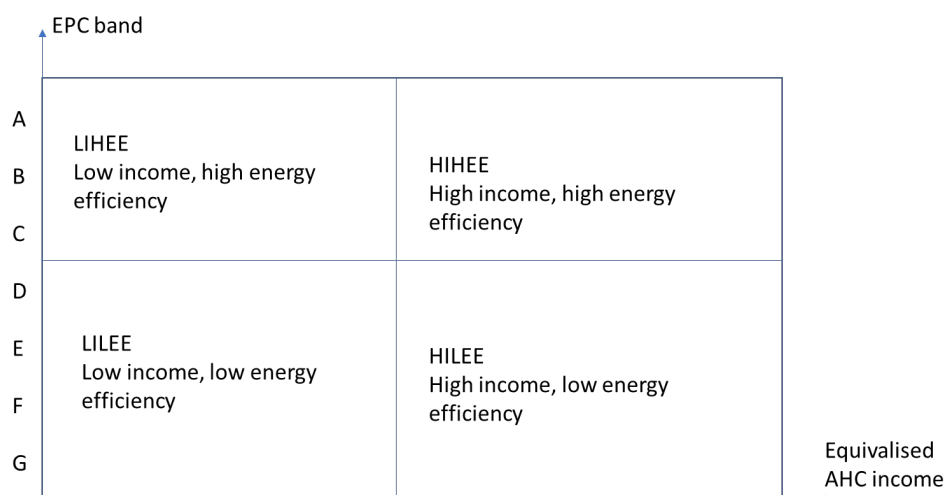 EPC band
A
B
C
D
E
F
G
LIHEE
Low income, high energy
efficiency
HIHEE
High income, high energy
efficiency
LILEE
Low income, low energy
efficiency
HILEE
High income, low energy
efficiency
Equivalised
AHC income